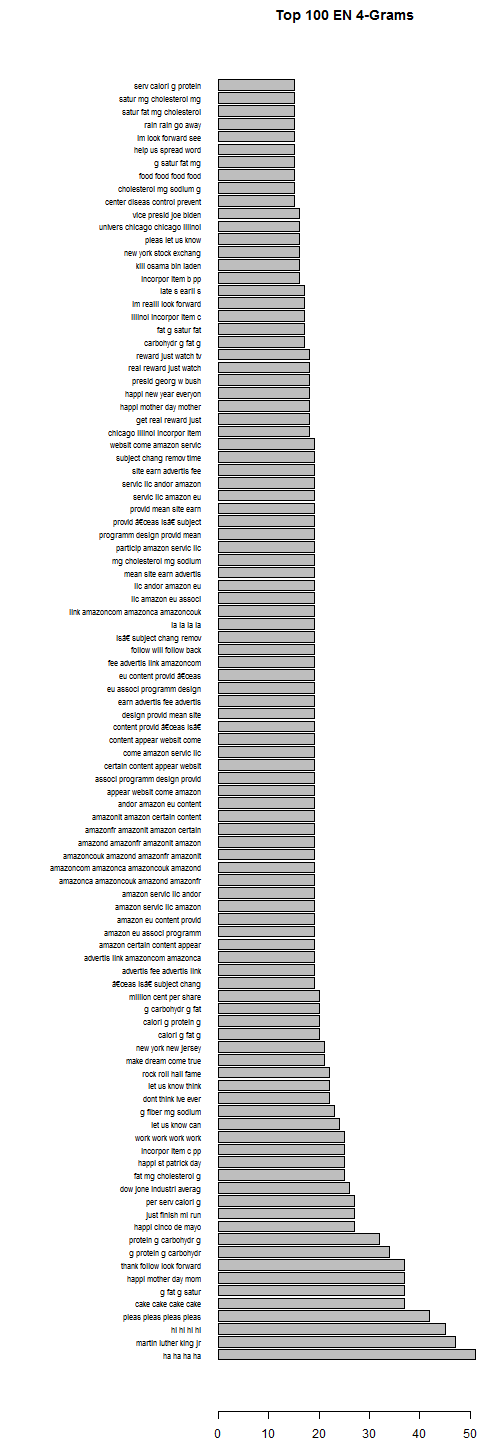 Top 100 EN 4-Grams
serv calori g protein
satur mg cholesterol mg
satur fat mg cholesterol
rain rain go away
im look forward see
help us spread word
g satur fat mg
food food food food
cholesterol mg sodium g
center diseas control prevent
vice presid joe biden
univers chicago chicago illinoi
pleas let us know
new york stock exchang
kill osama bin laden
incorpor item b pp
late s earli s
im realli look forward
illinoi incorpor item c
fat g satur fat
carbohydr g fat g
reward just watch tv
real reward just watch
presid georg w bush
happi new year everyon
happi mother day mother
get real reward just
chicago illinoi incorpor item
websit come amazon servic
subject chang remov time
site earn advertis fee
servic llc andor amazon
servic llc amazon eu
provid mean site earn
provid â€œas isâ€ subject
programm design provid mean
particip amazon servic llc
mg cholesterol mg sodium
mean site earn advertis
llc andor amazon eu
llc amazon eu associ
link amazoncom amazonca amazoncouk
la la la la
isâ€ subject chang remov
follow will follow back
fee advertis link amazoncom
eu content provid â€œas
eu associ programm design
earn advertis fee advertis
design provid mean site
content provid â€œas isâ€
content appear websit come
come amazon servic llc
certain content appear websit
associ programm design provid
appear websit come amazon
andor amazon eu content
amazonit amazon certain content
amazonfr amazonit amazon certain
amazond amazonfr amazonit amazon
amazoncouk amazond amazonfr amazonit
amazoncom amazonca amazoncouk amazond
amazonca amazoncouk amazond amazonfr
amazon servic llc andor
amazon servic llc amazon
amazon eu content provid
amazon eu associ programm
amazon certain content appear
advertis link amazoncom amazonca
advertis fee advertis link
â€œas isâ€ subject chang
million cent per share
g carbohydr g fat
calori g protein g
calori g fat g
new york new jersey
make dream come true
rock roll hall fame
let us know think
dont think ive ever
g fiber mg sodium
let us know can
work work work work
incorpor item c pp
happi st patrick day
fat mg cholesterol g
dow jone industri averag
per serv calori g
just finish mi run
happi cinco de mayo
protein g carbohydr g
g protein g carbohydr
thank follow look forward
happi mother day mom
g fat g satur
cake cake cake cake
pleas pleas pleas pleas
hi hi hi hi
martin luther king jr
ha ha ha ha
0 10 20 30 40 50